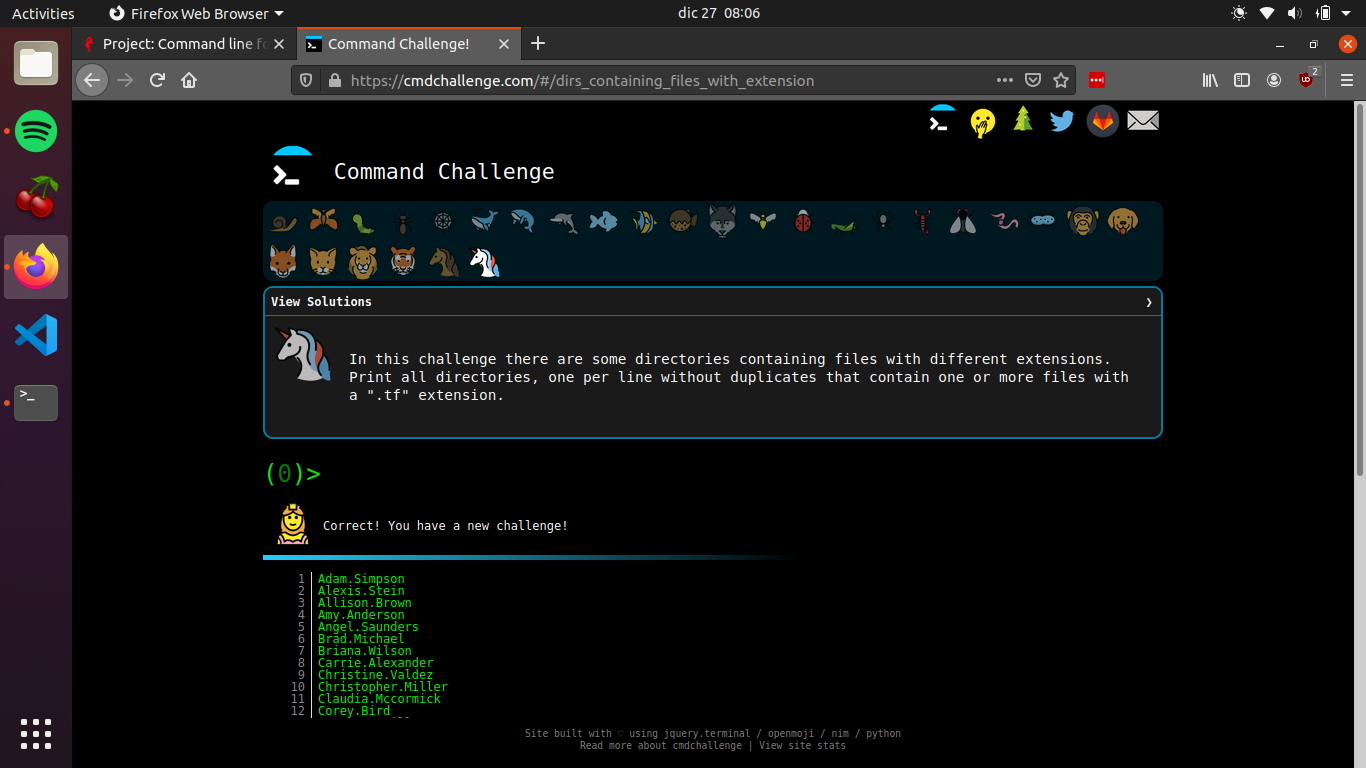 Activities Firefox Web Browser dic 27 08:06
Project: Command line fo Command Challenge!
https://cmdchallenge.com/#/dirs_containing_files_with_extension 2
Command Challenge
View Solutions
In this challenge there are some directories containing files with different extensions.
Print all directories, one per line without duplicates that contain one or more files with
a ".tf" extension.
(0)>
Correct! You have a new challenge!
1 Adam.Simpson
2 Alexis.Stein
3 Allison.Brown
4 Amy.Anderson
5 Angel.Saunders
6 Brad.Michael
7 Briana.Wilson
8 Carrie.Alexander
9 Christine.Valdez
10 Christopher.Miller
11 Claudia.Mccormick
12 Corey.Bird
Site built with ♡ using jquery.terminal / openmoji / nim / python
Read more about cmdchallenge | View site stats